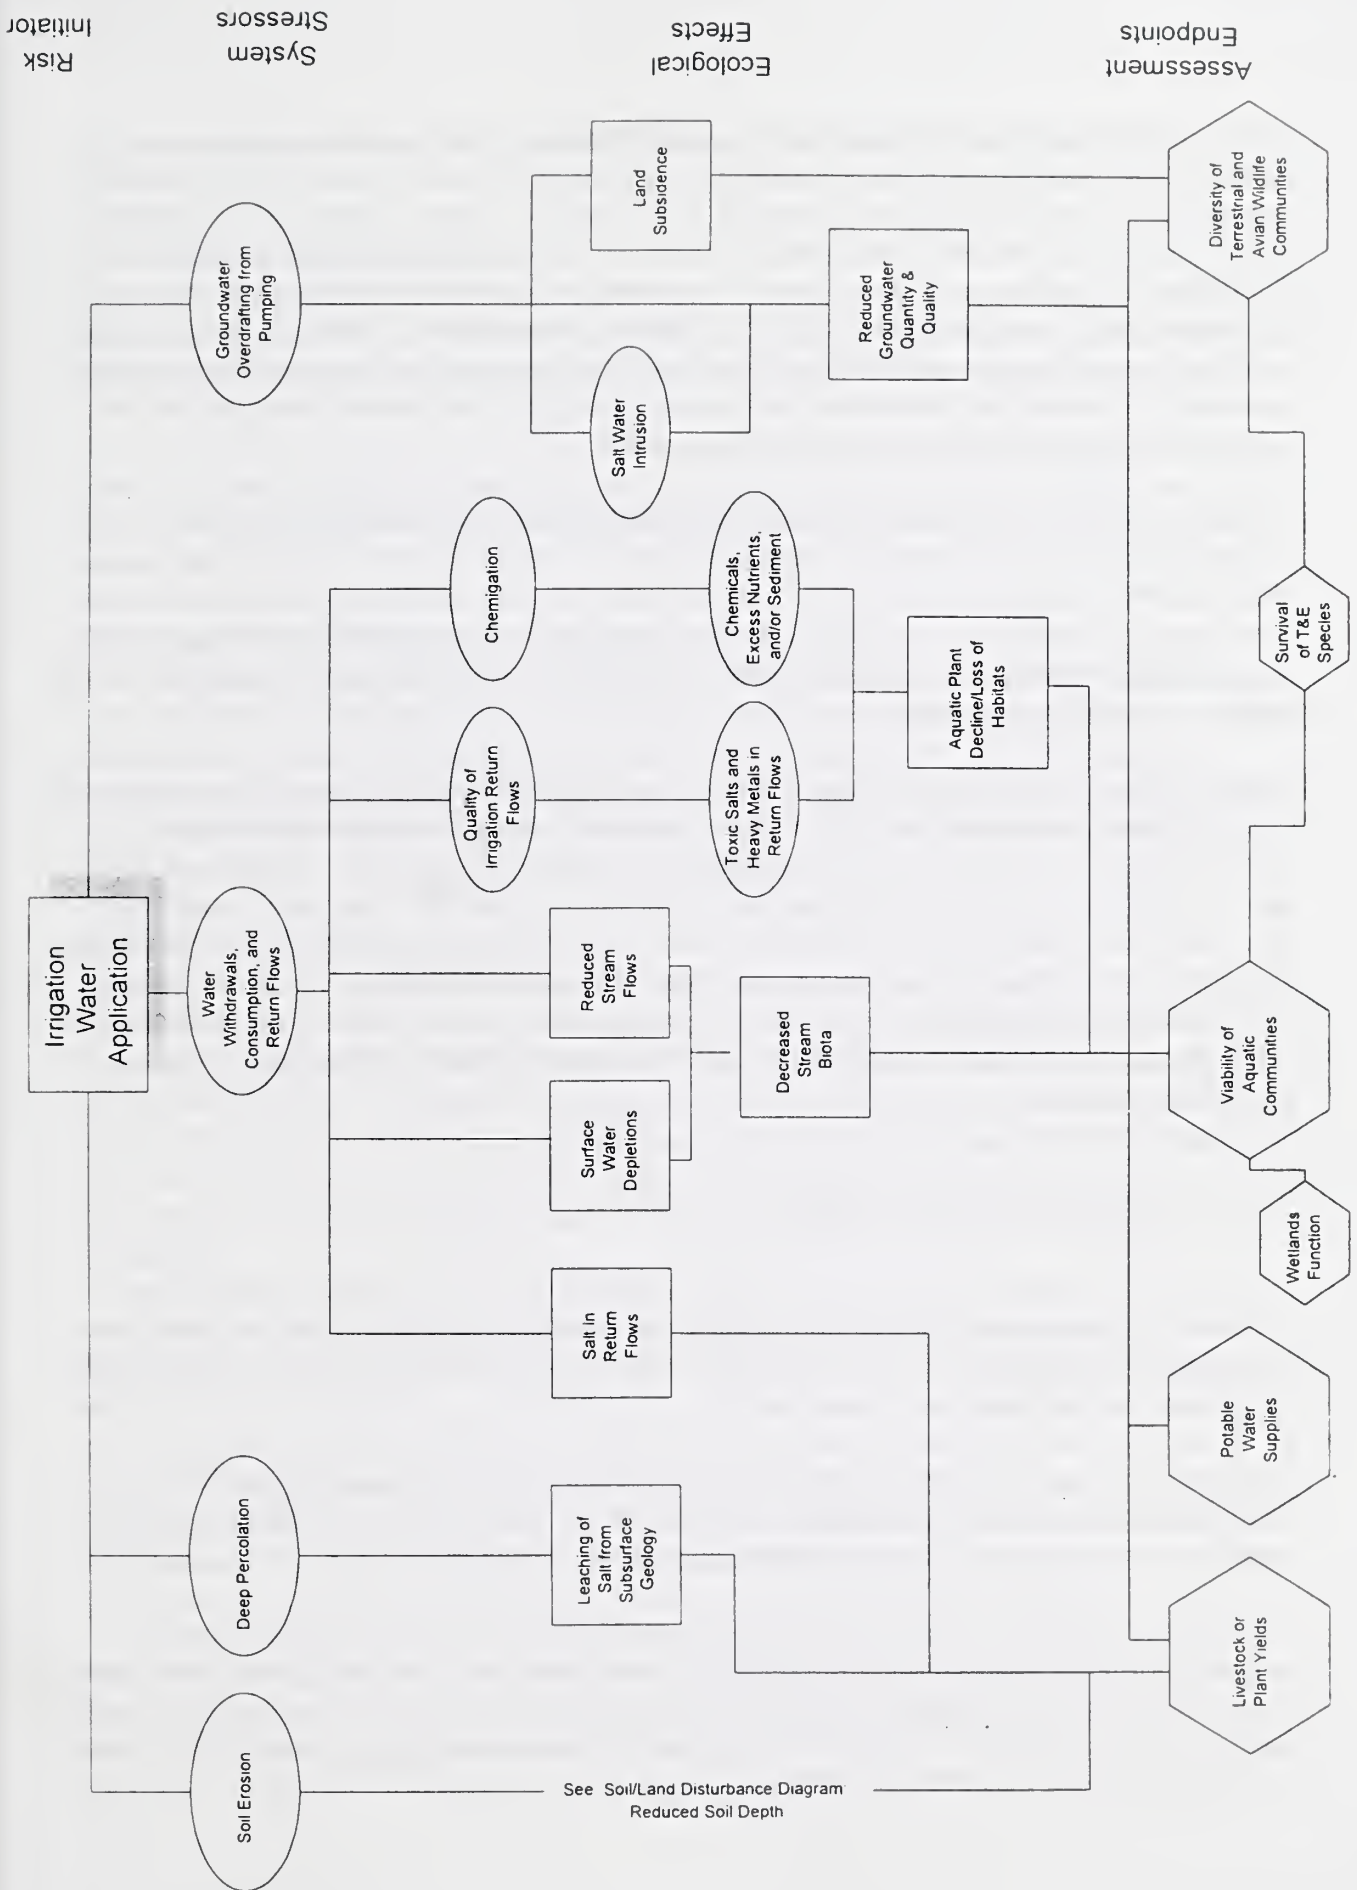 Risk
Initiator
System
Stressors
Ecological
Effects
Assessment
Endpoints
Irrigation
Water
Application
Soil Erosion
Deep Percolation
Water
Withdrawals,
Consumption, and
Return Flows
Groundwater
Overdrafting from
Pumping
Quality of
Irrigation Return
Flows
Chemigation
See Soil/Land Disturbance Diagram
Reduced Soil Depth
Leaching of
Salt from
Subsurface
Geology
Salt in
Return
Flows
Surface
Water
Depletions
Reduced
Stream
Flows
Salt Water
Intrusion
Land
Subsidence
Toxic Salts and
Heavy Metals in
Return Flows
Chemicals,
Excess Nutrients,
and/or Sediment
Decreased
Stream
Biota
Reduced
Groundwater
Quantity &
Quality
Aquatic Plant
Decline/Loss of
Habitats
Livestock or
Plant Yields
Potable
Water
Supplies
Wetlands
Function
Viability of
Aquatic
Communities
Survival
of T&E
Species
Diversity of
Terrestrial and
Avian Wildlife
Communities